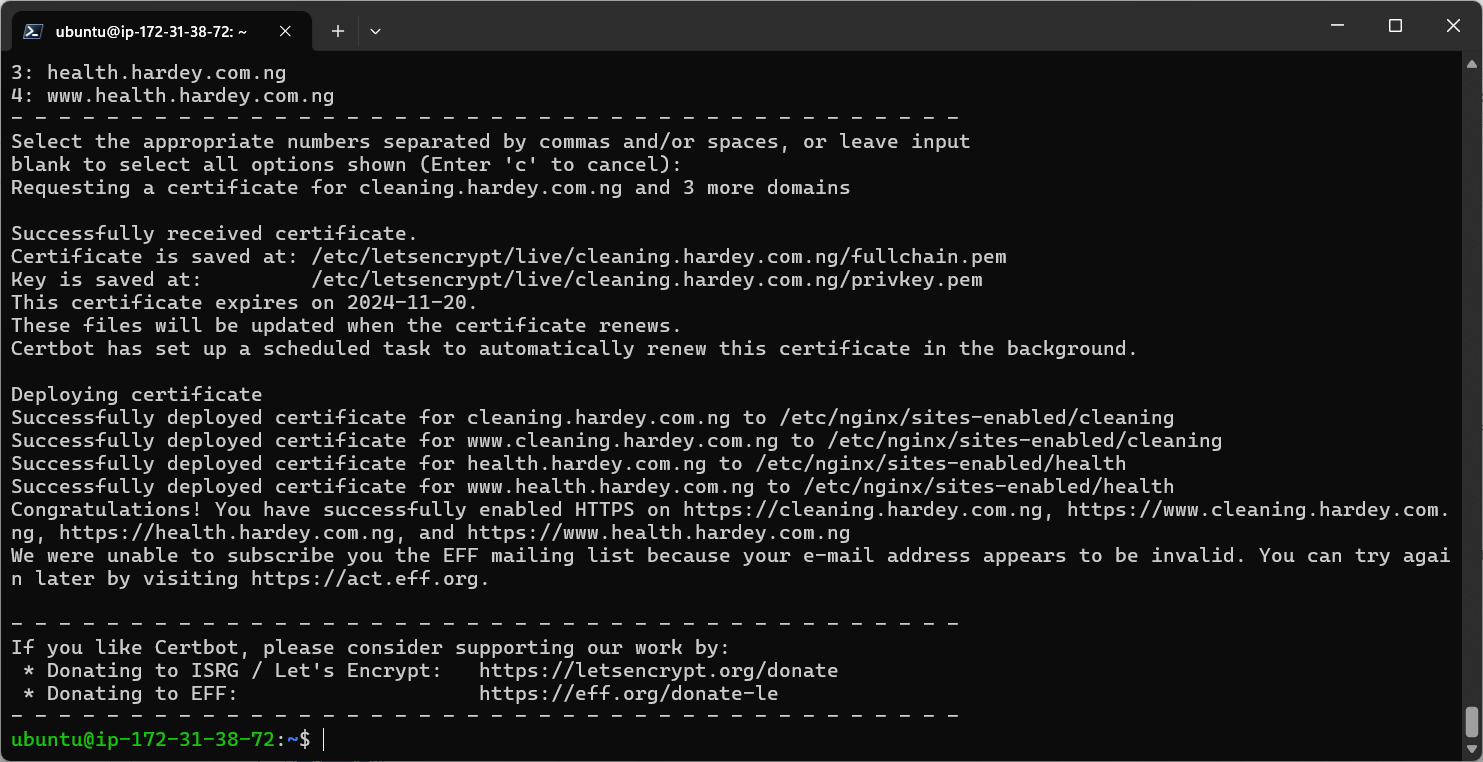 ubuntu@ip-172-31-38-72: ~
3: health.hardey.com.ng
4: www.health.hardey.com.ng
- - - - - - - - - - - - - - - - - - - - - - - - - - - - - - - - - - - - - - - -
Select the appropriate numbers separated by commas and/or spaces, or leave input
blank to select all options shown (Enter 'c' to cancel):
Requesting a certificate for cleaning.hardey.com.ng and 3 more domains

Successfully received certificate.
Certificate is saved at: /etc/letsencrypt/live/cleaning.hardey.com.ng/fullchain.pem
Key is saved at:         /etc/letsencrypt/live/cleaning.hardey.com.ng/privkey.pem
This certificate expires on 2024-11-20.
These files will be updated when the certificate renews.
Certbot has set up a scheduled task to automatically renew this certificate in the background.

Deploying certificate
Successfully deployed certificate for cleaning.hardey.com.ng to /etc/nginx/sites-enabled/cleaning
Successfully deployed certificate for www.cleaning.hardey.com.ng to /etc/nginx/sites-enabled/cleaning
Successfully deployed certificate for health.hardey.com.ng to /etc/nginx/sites-enabled/health
Successfully deployed certificate for www.health.hardey.com.ng to /etc/nginx/sites-enabled/health
Congratulations! You have successfully enabled HTTPS on https://cleaning.hardey.com.ng, https://www.cleaning.hardey.com.
ng, https://health.hardey.com.ng, and https://www.health.hardey.com.ng
We were unable to subscribe you the EFF mailing list because your e-mail address appears to be invalid. You can try agai
n later by visiting https://act.eff.org.

- - - - - - - - - - - - - - - - - - - - - - - - - - - - - - - - - - - - - - - -
If you like Certbot, please consider supporting our work by:
 * Donating to ISRG / Let's Encrypt:   https://letsencrypt.org/donate
 * Donating to EFF:                    https://eff.org/donate-le
- - - - - - - - - - - - - - - - - - - - - - - - - - - - - - - - - - - - - - - -
ubuntu@ip-172-31-38-72:~$